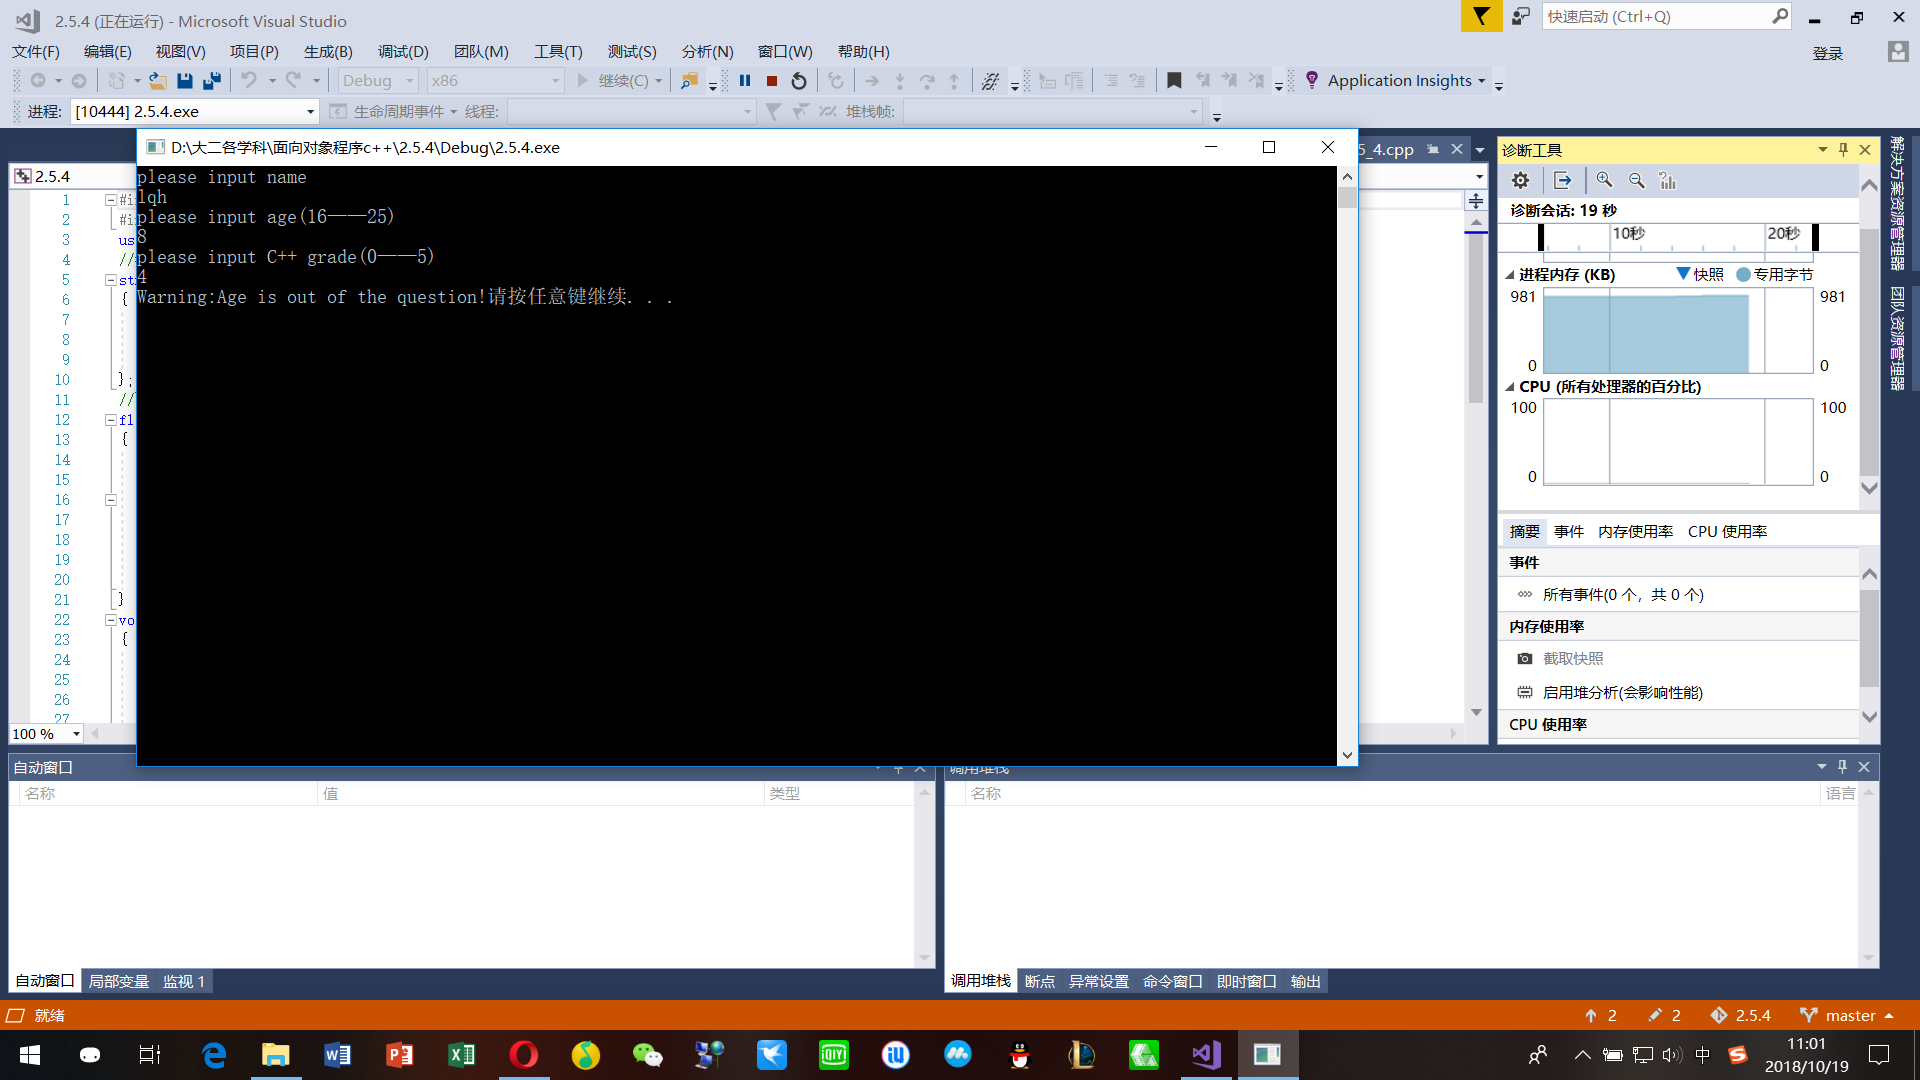 2.5.4 (正在运行) - Microsoft Visual Studio
快速启动 (Ctrl+Q)
文件(F) 编辑(E) 视图(V) 项目(P) 生成(B) 调试(D) 团队(M) 工具(T) 测试(S) 分析(N) 窗口(W) 帮助(H)
登录
Debug x86 继续(C) Application Insights
进程: [10444] 2.5.4.exe 生命周期事件 线程: 堆栈帧:
D:\大二各学科\面向对象程序c++\2.5.4\Debug\2.5.4.exe
please input name
lqh
please input age(16——25)
8
please input C++ grade(0——5)
4
Warning:Age is out of the question!请按任意键继续. . .
5_4.cpp
2.5.4
1 #i
2 #i
3 us
4 //
5 st
6 {
7
8
9
10 };
11 //
12 fl
13 {
14
15
16
17
18
19
20
21 }
22 vo
23 {
24
25
26
27
100 %
诊断工具
诊断会话: 19 秒
10秒 20秒
进程内存 (KB) 快照 专用字节
981 981
0 0
CPU (所有处理器的百分比)
100 100
0 0
摘要 事件 内存使用率 CPU 使用率
事件
所有事件(0 个，共 0 个)
内存使用率
截取快照
启用堆分析(会影响性能)
CPU 使用率
解决方案资源管理器
团队资源管理器
自动窗口
名称 值 类型
自动窗口 局部变量 监视 1
调用堆栈
名称 语言
调用堆栈 断点 异常设置 命令窗口 即时窗口 输出
就绪
2 2 2.5.4 master
中
11:01
2018/10/19